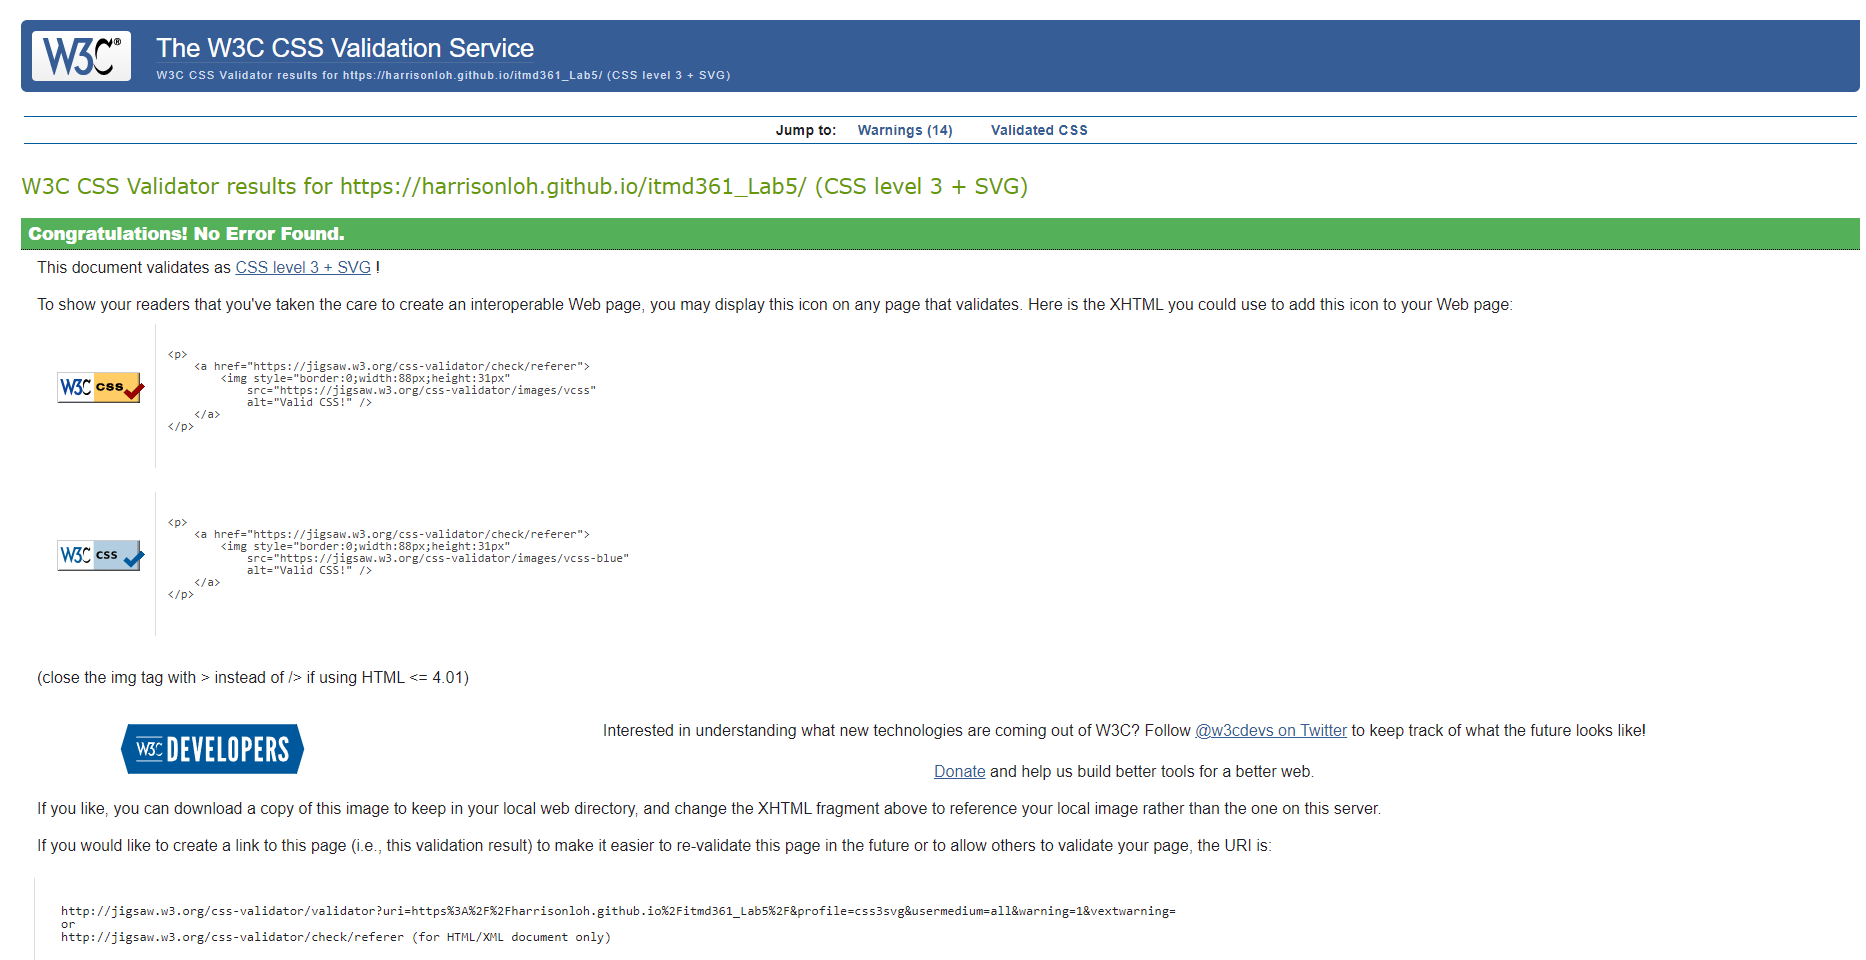 W3C®
The W3C CSS Validation Service
W3C CSS Validator results for https://harrisonloh.github.io/itmd361_Lab5/ (CSS level 3 + SVG)
Jump to: Warnings (14) Validated CSS
W3C CSS Validator results for https://harrisonloh.github.io/itmd361_Lab5/ (CSS level 3 + SVG)
Congratulations! No Error Found.
This document validates as CSS level 3 + SVG !
To show your readers that you've taken the care to create an interoperable Web page, you may display this icon on any page that validates. Here is the XHTML you could use to add this icon to your Web page:
W3C css
<p>
    <a href="https://jigsaw.w3.org/css-validator/check/referer">
        <img style="border:0;width:88px;height:31px"
            src="https://jigsaw.w3.org/css-validator/images/vcss"
            alt="Valid CSS!" />
    </a>
</p>
W3C css
<p>
    <a href="https://jigsaw.w3.org/css-validator/check/referer">
        <img style="border:0;width:88px;height:31px"
            src="https://jigsaw.w3.org/css-validator/images/vcss-blue"
            alt="Valid CSS!" />
    </a>
</p>
(close the img tag with > instead of /> if using HTML <= 4.01)
W3C DEVELOPERS
Interested in understanding what new technologies are coming out of W3C? Follow @w3cdevs on Twitter to keep track of what the future looks like!
Donate and help us build better tools for a better web.
If you like, you can download a copy of this image to keep in your local web directory, and change the XHTML fragment above to reference your local image rather than the one on this server.
If you would like to create a link to this page (i.e., this validation result) to make it easier to re-validate this page in the future or to allow others to validate your page, the URI is:
http://jigsaw.w3.org/css-validator/validator?uri=https%3A%2F%2Fharrisonloh.github.io%2Fitmd361_Lab5%2F&profile=css3svg&usermedium=all&warning=1&vextwarning=
or
http://jigsaw.w3.org/css-validator/check/referer (for HTML/XML document only)